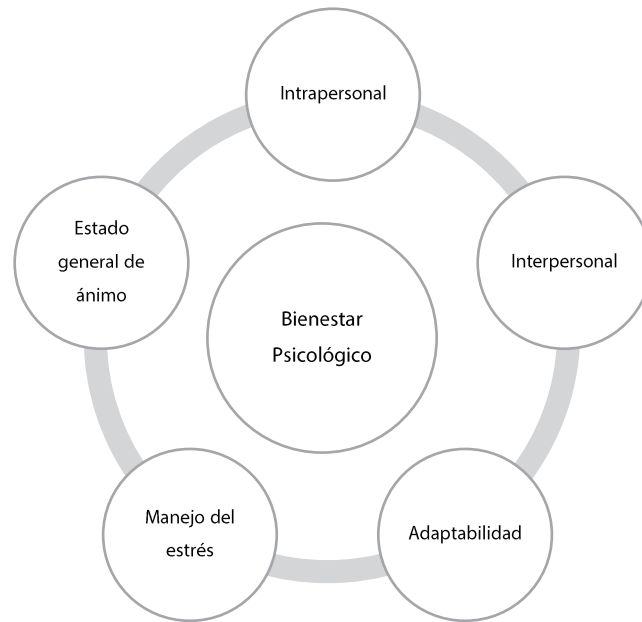 Intrapersonal
Interpersonal
Adaptabilidad
Manejo del
estrés
Estado
general de
ánimo
Bienestar
Psicológico